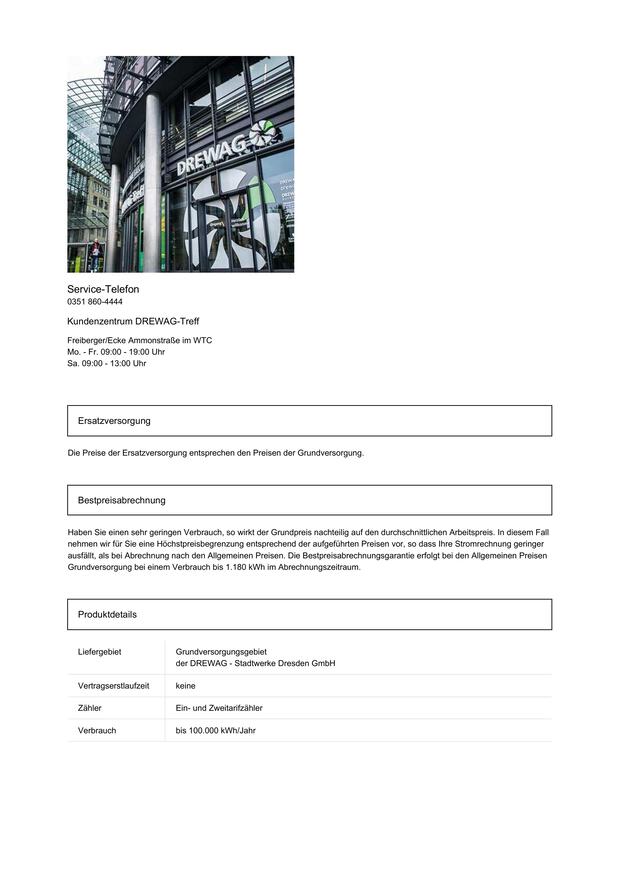 DREWAG
Service-Telefon
0351 860-4444
Kundenzentrum DREWAG-Treff
Freiberger/Ecke Ammonstraße im WTC
Mo. - Fr. 09:00 - 19:00 Uhr
Sa. 09:00 - 13:00 Uhr
Ersatzversorgung
Die Preise der Ersatzversorgung entsprechen den Preisen der Grundversorgung.
Bestpreisabrechnung
Haben Sie einen sehr geringen Verbrauch, so wirkt der Grundpreis nachteilig auf den durchschnittlichen Arbeitspreis. In diesem Fall
nehmen wir für Sie eine Höchstpreisbegrenzung entsprechend der aufgeführten Preisen vor, so dass Ihre Stromrechnung geringer
ausfällt, als bei Abrechnung nach den Allgemeinen Preisen. Die Bestpreisabrechnungsgarantie erfolgt bei den Allgemeinen Preisen
Grundversorgung bei einem Verbrauch bis 1.180 kWh im Abrechnungszeitraum.
Produktdetails
Liefergebiet Grundversorgungsgebiet
der DREWAG - Stadtwerke Dresden GmbH
Vertragserstlaufzeit keine
Zähler Ein- und Zweitarifzähler
Verbrauch bis 100.000 kWh/Jahr